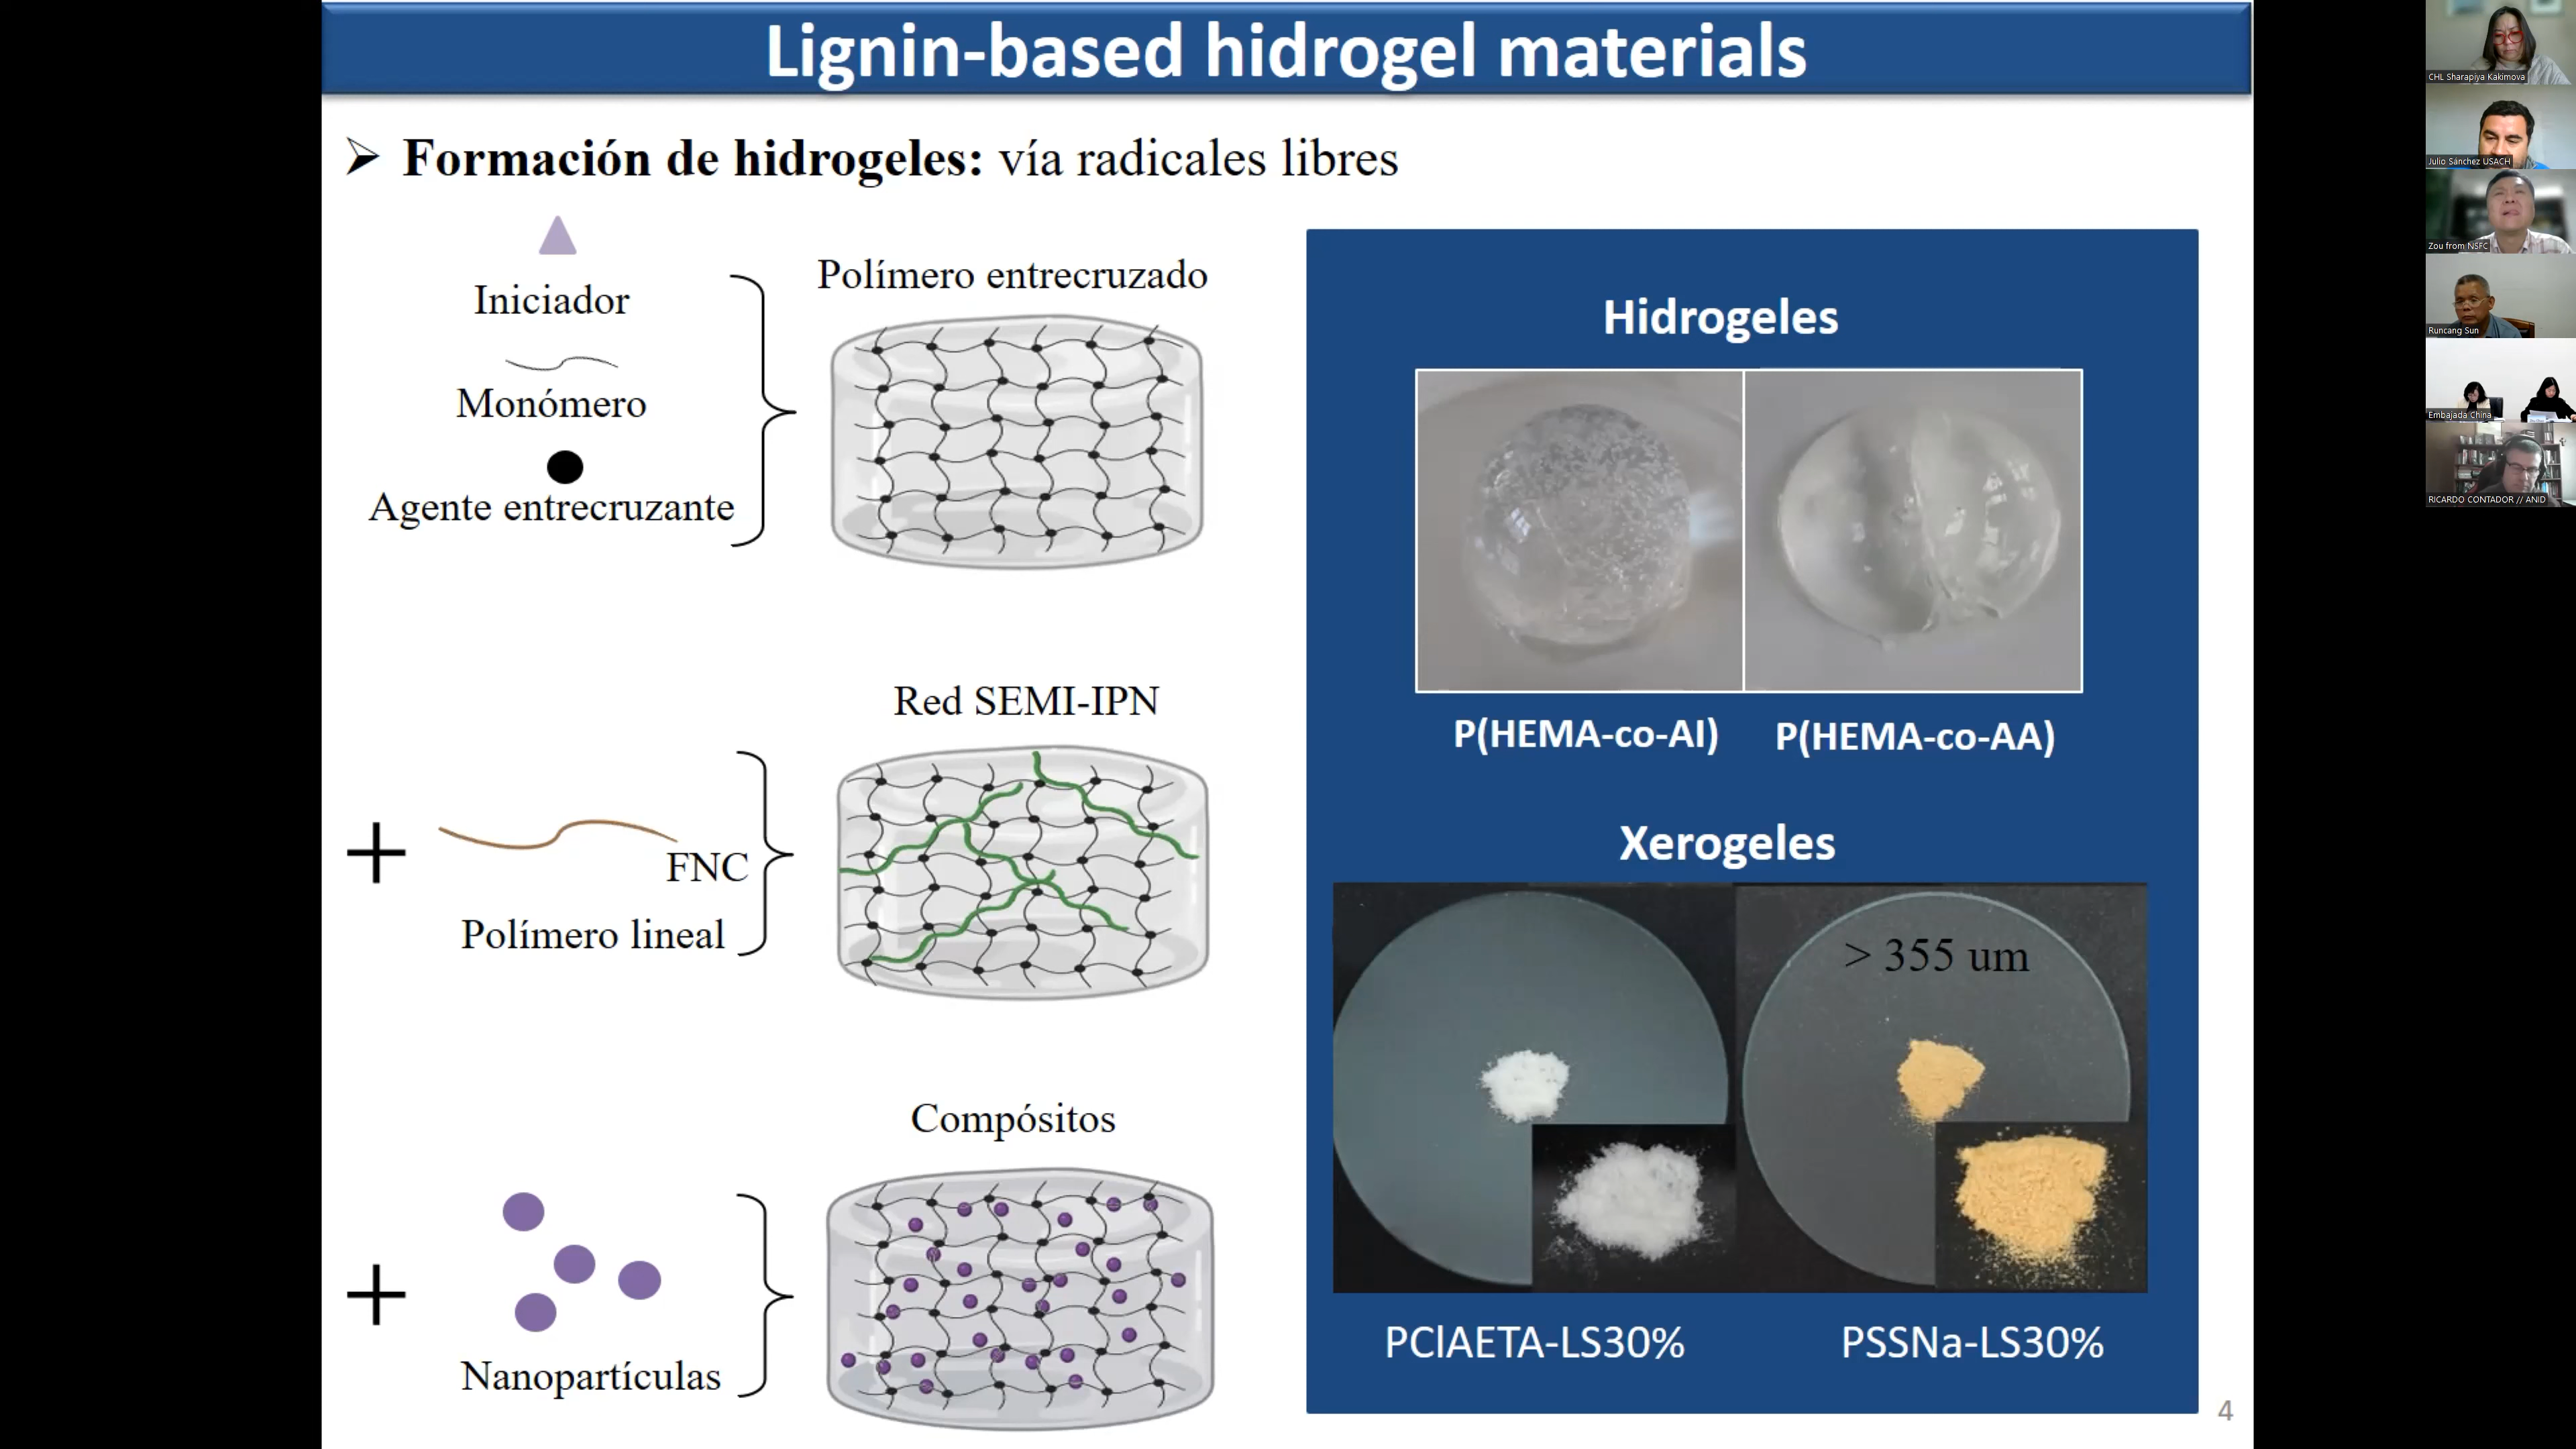 Lignin-based hidrogel materials
➢ Formación de hidrogeles: vía radicales libres
Iniciador
Monómero
Agente entrecruzante
Polímero entrecruzado
+
FNC
Polímero lineal
Red SEMI-IPN
+
Nanopartículas
Compósitos
Hidrogeles
P(HEMA-co-AI)
P(HEMA-co-AA)
Xerogeles
> 355 um
PClAETA-LS30%
PSSNa-LS30%
4
CHL Sharapiya Kakimova
Julio Sánchez USACH
Zou from NSFC
Runcang Sun
Embajada China
RICARDO CONTADOR // ANID